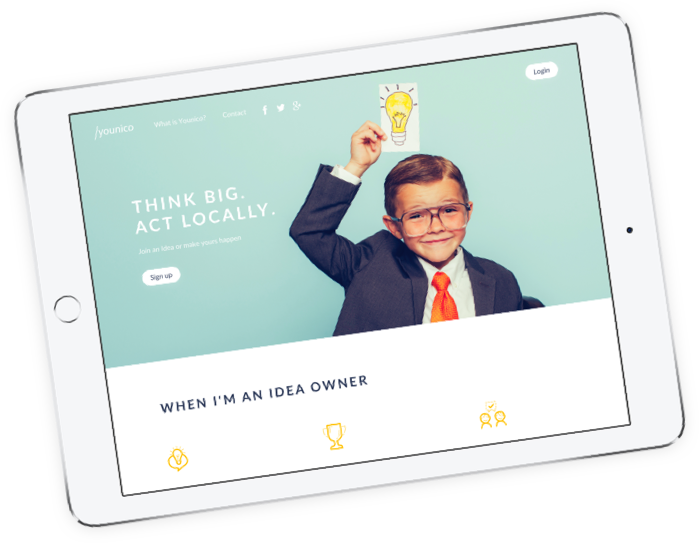 /younico
What is Younico?
Contact
Login
THINK BIG.
ACT LOCALLY.
Join an idea or make yours happen
Sign up
WHEN I'M AN IDEA OWNER